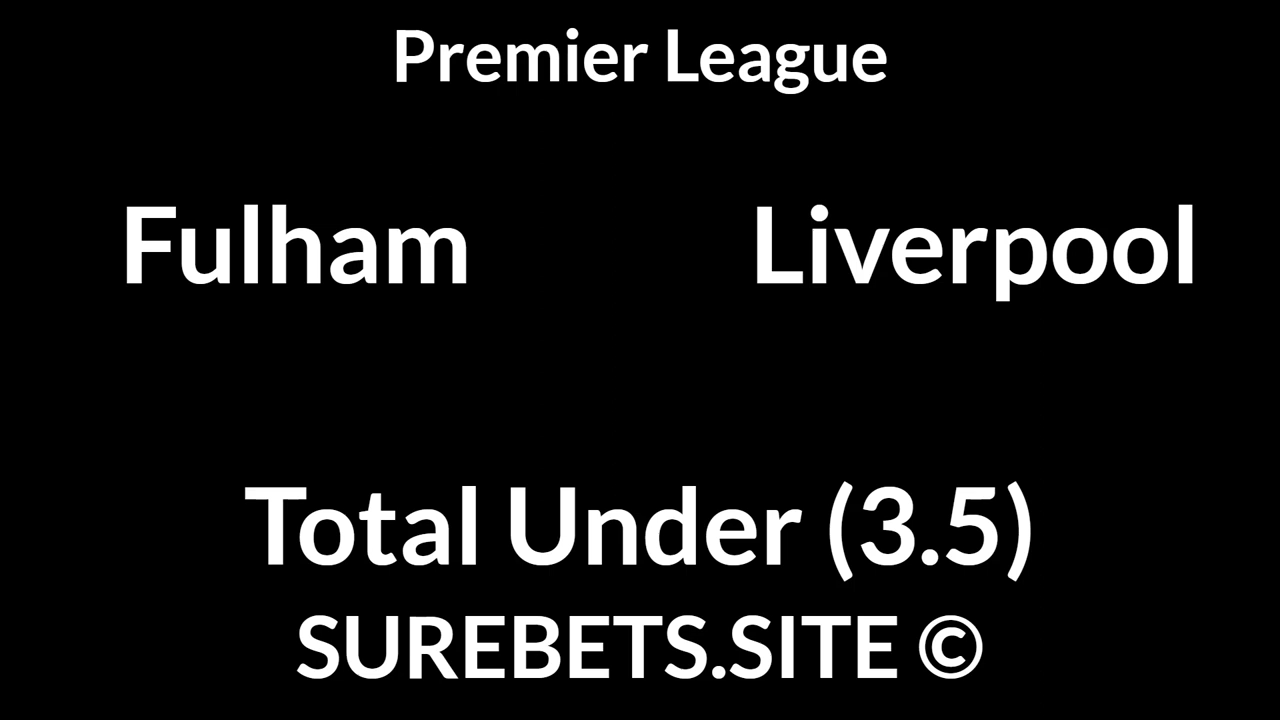 Premier League
Fulham Liverpool
Total Under (3.5)
SUREBETS.SITE ©